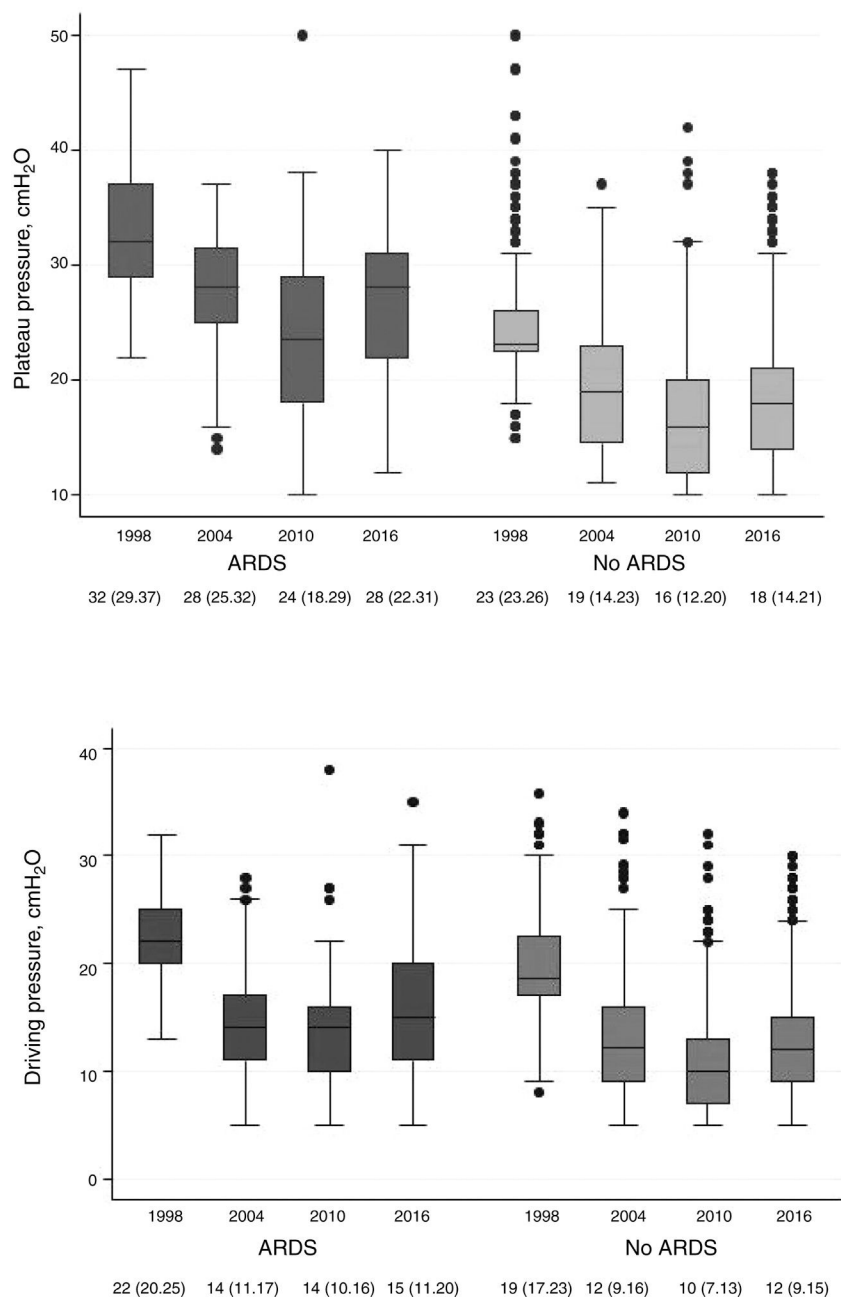 50
40
30
20
10
Plateau pressure, cmH₂O
1998 2004 2010 2016 1998 2004 2010 2016
ARDS No ARDS
32 (29.37) 28 (25.32) 24 (18.29) 28 (22.31) 23 (23.26) 19 (14.23) 16 (12.20) 18 (14.21)
40
30
20
10
0
Driving pressure, cmH₂O
1998 2004 2010 2016 1998 2004 2010 2016
ARDS No ARDS
22 (20.25) 14 (11.17) 14 (10.16) 15 (11.20) 19 (17.23) 12 (9.16) 10 (7.13) 12 (9.15)